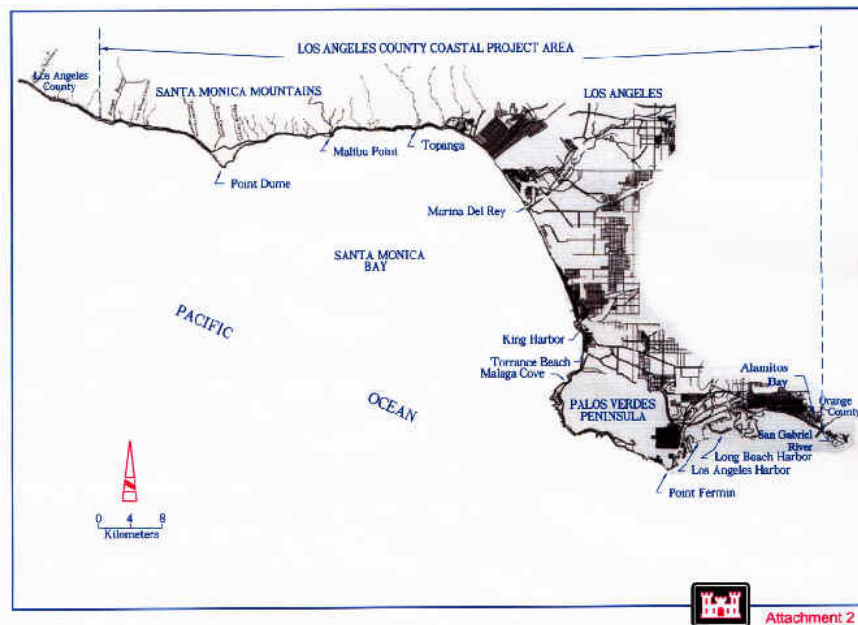 LOS ANGELES COUNTY COASTAL PROJECT AREA
Los Angeles
County
SANTA MONICA MOUNTAINS
LOS ANGELES
Malibu Point
Topanga
Point Dume
Marina Del Rey
SANTA MONICA
BAY
PACIFIC
OCEAN
King Harbor
Torrance Beach
Malaga Cove
Alamitos
Bay
Orange
County
PALOS VERDES
PENINSULA
San Gabriel
River
Long Beach Harbor
Los Angeles Harbor
Point Fermin
0 4 8
Kilometers
Attachment 2